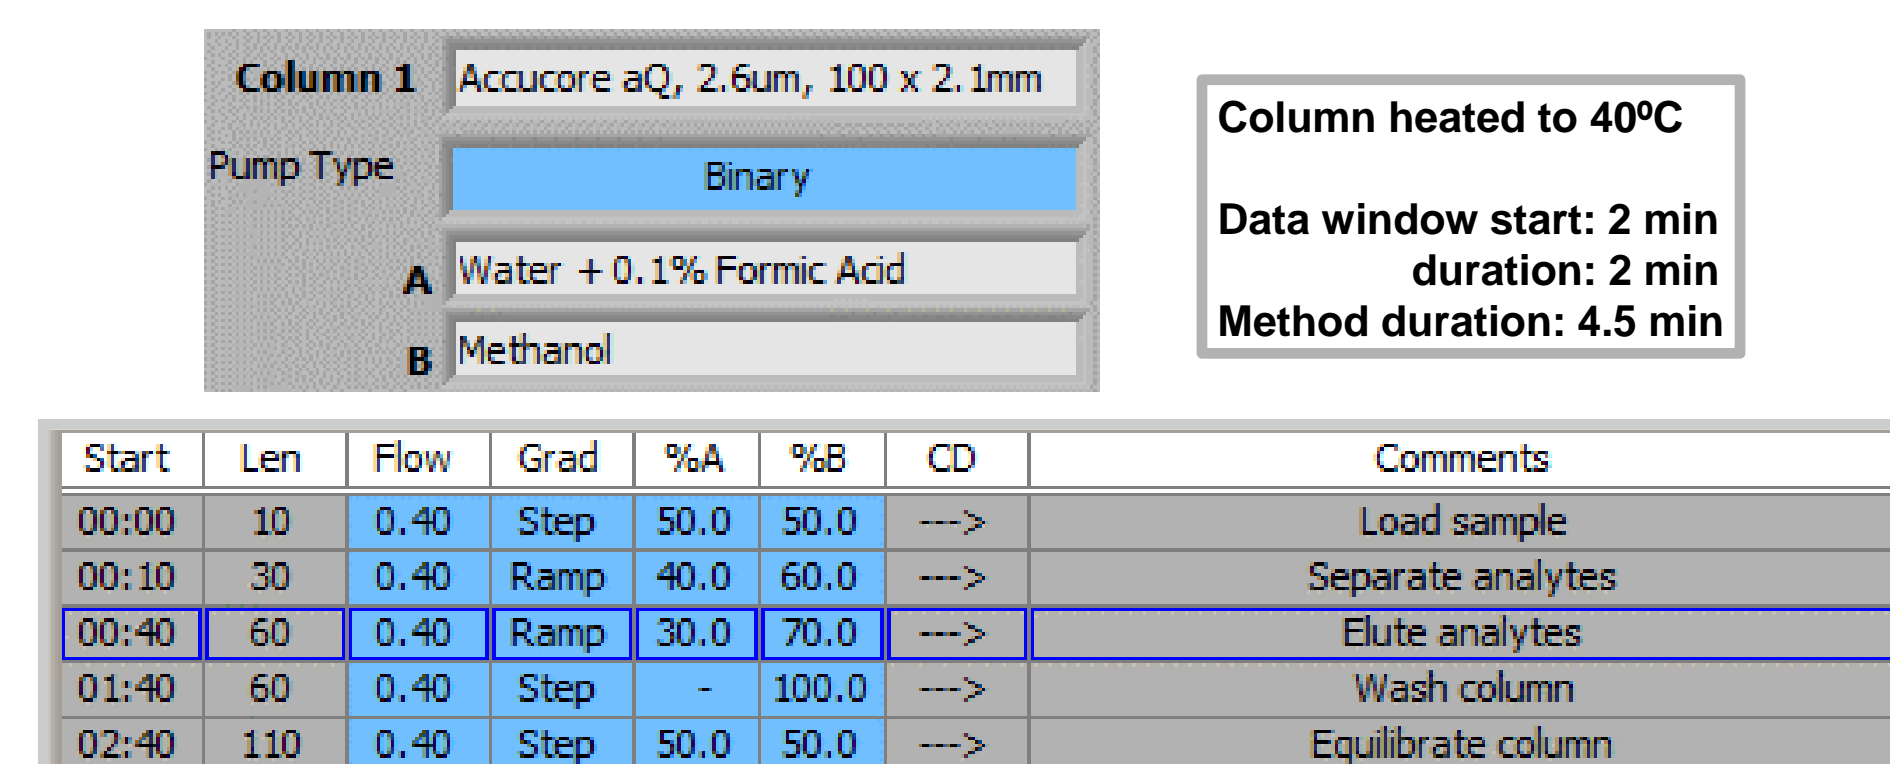 Column 1 Accucore aQ, 2.6um, 100 x 2.1mm
Pump Type Binary
A Water + 0.1% Formic Acid
B Methanol
Column heated to 40ºC
Data window start: 2 min
duration: 2 min
Method duration: 4.5 min
Start Len Flow Grad %A %B CD Comments
00:00 10 0.40 Step 50.0 50.0 ---> Load sample
00:10 30 0.40 Ramp 40.0 60.0 ---> Separate analytes
00:40 60 0.40 Ramp 30.0 70.0 ---> Elute analytes
01:40 60 0.40 Step - 100.0 ---> Wash column
02:40 110 0.40 Step 50.0 50.0 ---> Equilibrate column